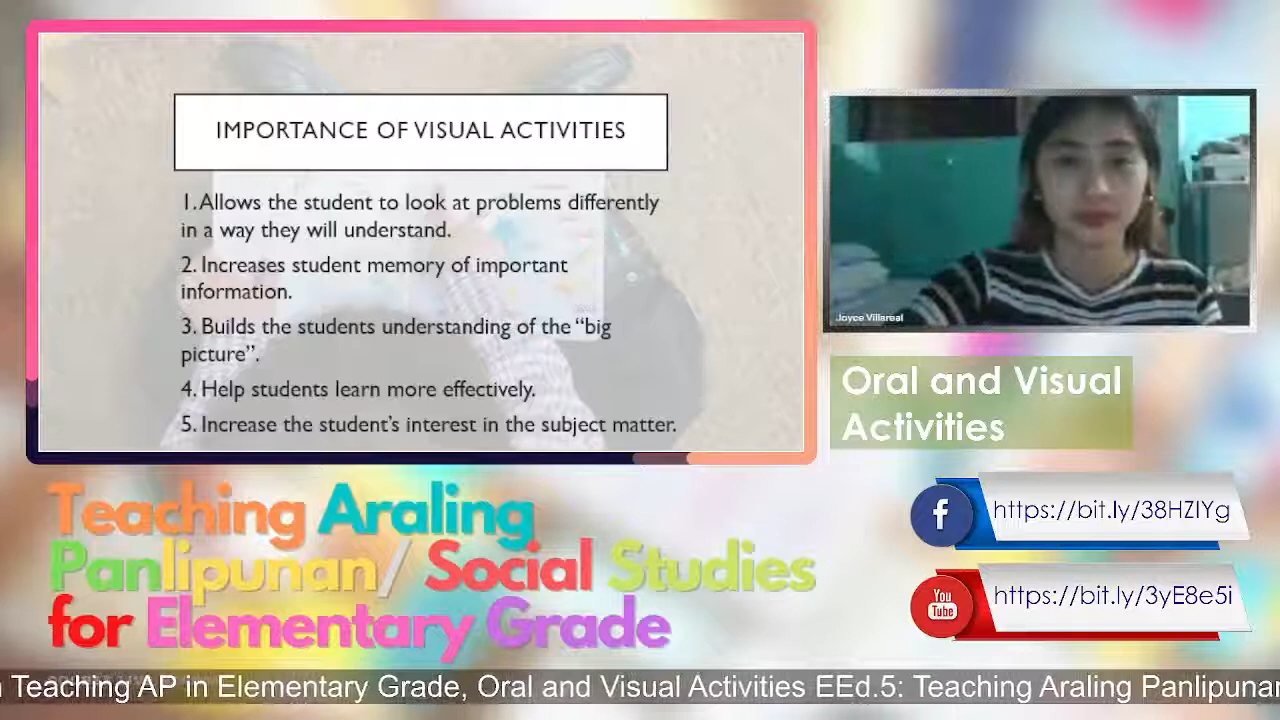 IMPORTANCE OF VISUAL ACTIVITIES
1. Allows the student to look at problems differently
in a way they will understand.
2. Increases student memory of important
information.
3. Builds the students understanding of the “big
picture”.
4. Help students learn more effectively.
5. Increase the student’s interest in the subject matter.
Joyce Villareal
Oral and Visual
Activities
https://bit.ly/38HZIYg
You
Tube
https://bit.ly/3yE8e5i
Teaching Araling
Panlipunan/ Social Studies
for Elementary Grade
Teaching AP in Elementary Grade, Oral and Visual Activities EEd.5: Teaching Araling Panlipunan